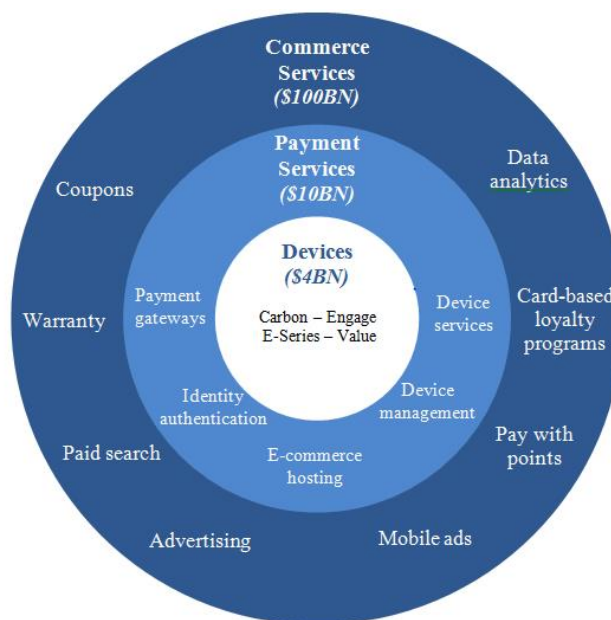 Commerce
Services
($100BN)
Payment
Services
($10BN)
Data
analytics
Coupons
Devices
($4BN)
Carbon – Engage
E-Series – Value
Payment
gateways
Device
services
Warranty
Card-based
loyalty
programs
Identity
authentication
Device
management
E-commerce
hosting
Paid search
Pay with
points
Advertising
Mobile ads